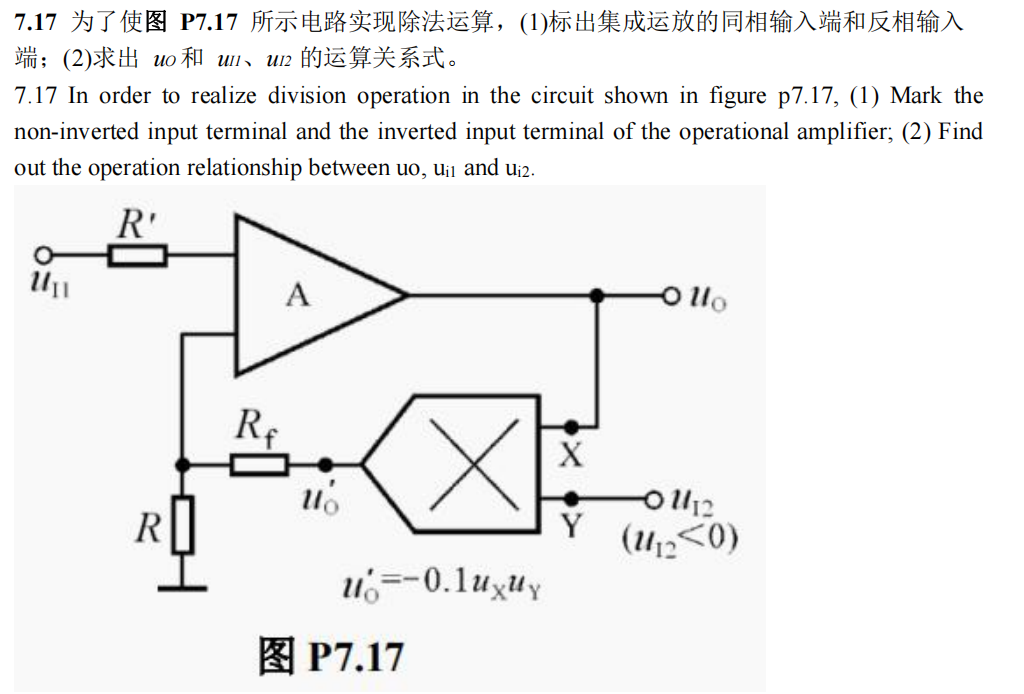 7.17 为了使图 P7.17 所示电路实现除法运算，(1)标出集成运放的同相输入端和反相输入
端；(2)求出 uO 和 uI1、uI2 的运算关系式。
7.17 In order to realize division operation in the circuit shown in figure p7.17, (1) Mark the
non-inverted input terminal and the inverted input terminal of the operational amplifier; (2) Find
out the operation relationship between uo, ui1 and ui2.
R'
uI1
A
uO
Rf
X
u'O
uI2
R
Y
(uI2<0)
u'O=-0.1uXuY
图 P7.17